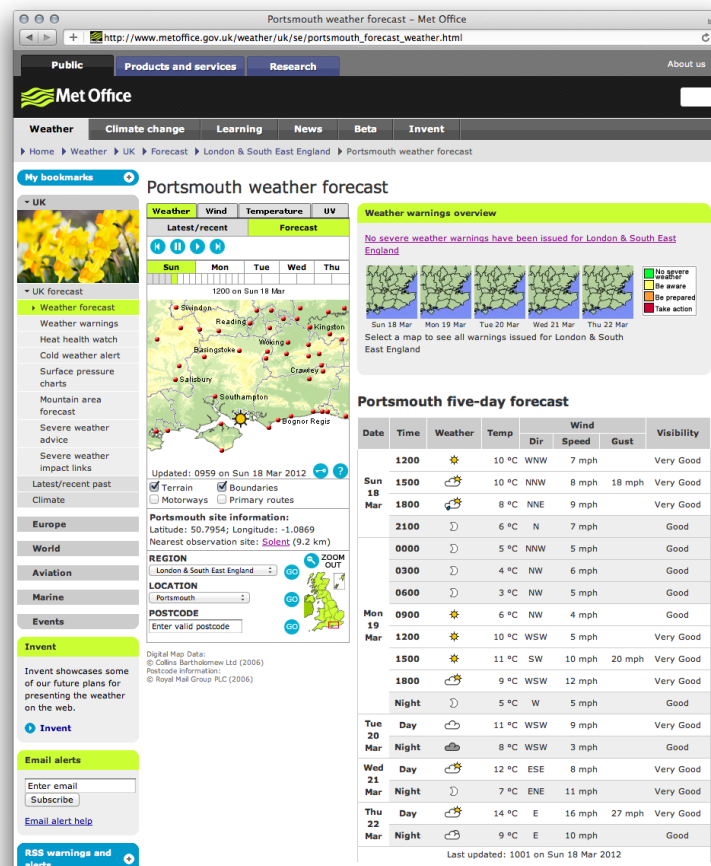 Portsmouth weather forecast – Met Office
http://www.metoffice.gov.uk/weather/uk/se/portsmouth_forecast_weather.html
Public
Products and services
Research
About us
Met Office
Weather
Climate change
Learning
News
Beta
Invent
Home
Weather
UK
Forecast
London & South East England
Portsmouth weather forecast
My bookmarks
UK
UK forecast
Weather forecast
Weather warnings
Heat health watch
Cold weather alert
Surface pressure
charts
Mountain area
forecast
Severe weather
advice
Severe weather
impact links
Latest/recent past
Climate
Europe
World
Aviation
Marine
Events
Invent
Invent showcases some
of our future plans for
presenting the weather
on the web.
Invent
Email alerts
Enter email
Subscribe
Email alert help
RSS warnings and
alerts
Portsmouth weather forecast
Weather Wind Temperature UV
Latest/recent Forecast
Sun Mon Tue Wed Thu
1200 on Sun 18 Mar
Swindon
Reading
Kingston
Woking
Basingstoke
Crawley
Salisbury
Southampton
Bognor Regis
Updated: 0959 on Sun 18 Mar 2012 ?
Terrain Boundaries
Motorways Primary routes
Portsmouth site information:
Latitude: 50.7954; Longitude: -1.0869
Nearest observation site: Solent (9.2 km)
REGION
London & South East England GO
LOCATION
Portsmouth GO
POSTCODE
Enter valid postcode GO
ZOOM
OUT
Digital Map Data:
© Collins Bartholomew Ltd (2006)
Postcode information:
© Royal Mail Group PLC (2006)
Weather warnings overview
No severe weather warnings have been issued for London & South East
England
Sun 18 Mar Mon 19 Mar Tue 20 Mar Wed 21 Mar Thu 22 Mar
No severe
weather
Be aware
Be prepared
Take action
Select a map to see all warnings issued for London & South
East England
Portsmouth five-day forecast
Date Time Weather Temp Wind Visibility
Dir Speed Gust
Sun
18
Mar
1200 10 °C WNW 7 mph Very Good
1500 10 °C NNW 8 mph 18 mph Very Good
1800 8 °C NNE 9 mph Very Good
2100 6 °C N 7 mph Good
Mon
19
Mar
0000 5 °C NNW 5 mph Good
0300 4 °C NW 6 mph Good
0600 3 °C NW 5 mph Good
0900 6 °C NW 4 mph Good
1200 10 °C WSW 5 mph Very Good
1500 11 °C SW 10 mph 20 mph Very Good
1800 9 °C WSW 12 mph Very Good
Night 5 °C W 5 mph Good
Tue
20
Mar
Day 11 °C WSW 9 mph Very Good
Night 8 °C WSW 3 mph Good
Wed
21
Mar
Day 12 °C ESE 8 mph Very Good
Night 7 °C ENE 11 mph Very Good
Thu
22
Mar
Day 14 °C E 16 mph 27 mph Very Good
Night 9 °C E 10 mph Good
Last updated: 1001 on Sun 18 Mar 2012